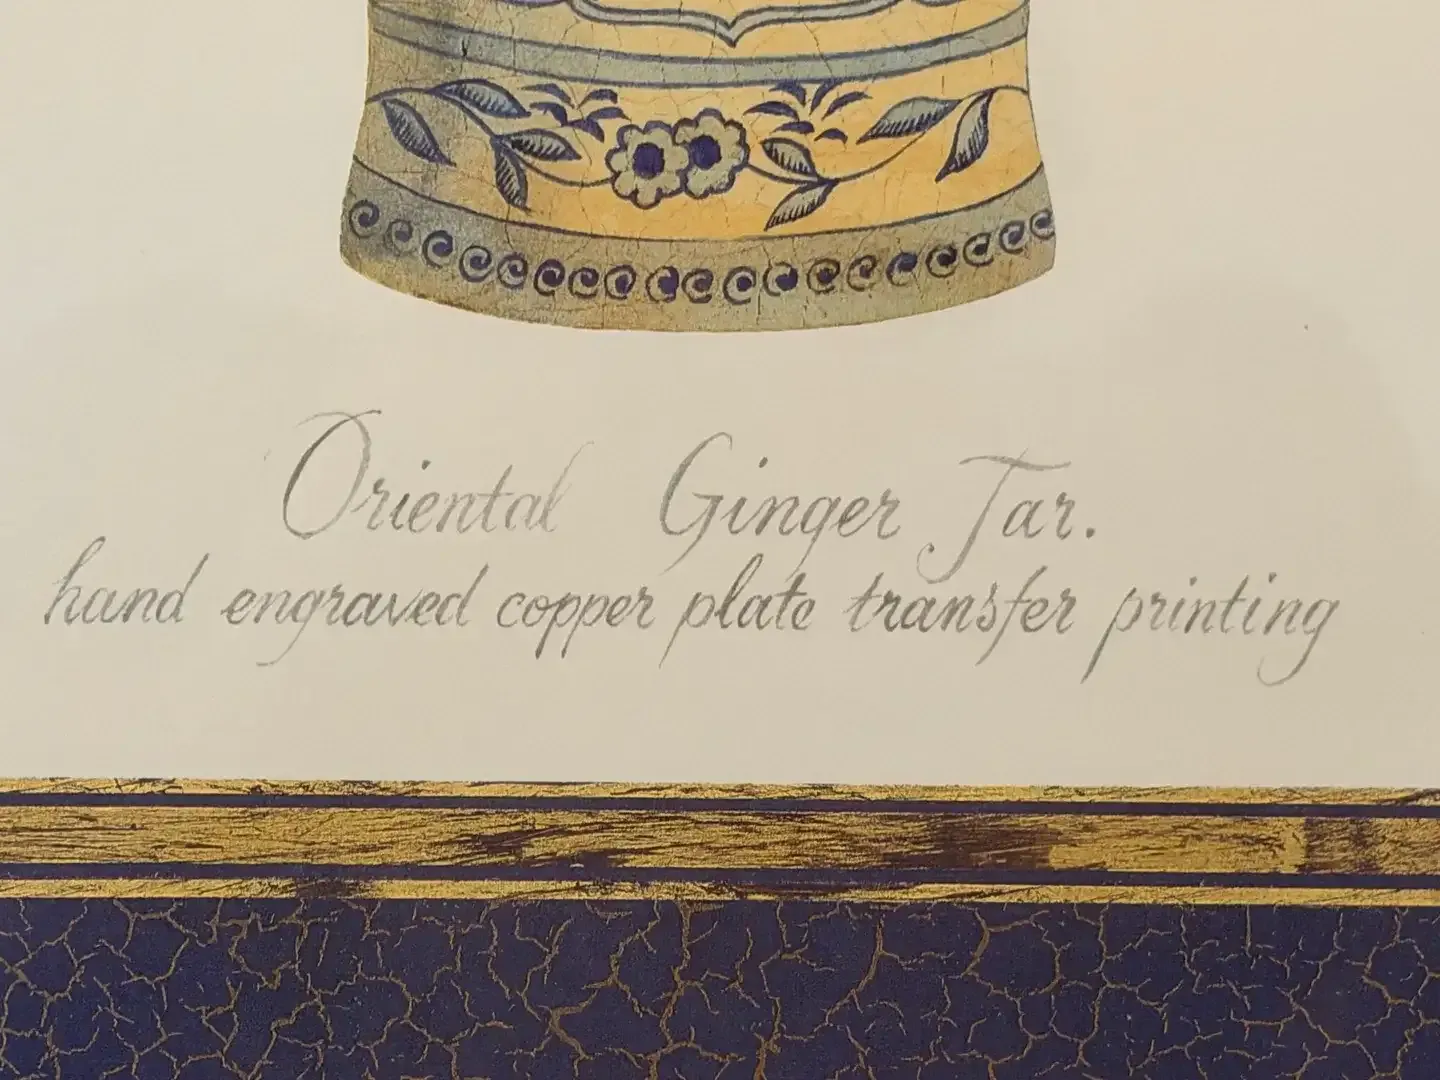 Oriental Ginger Jar.
hand engraved copper plate transfer printing